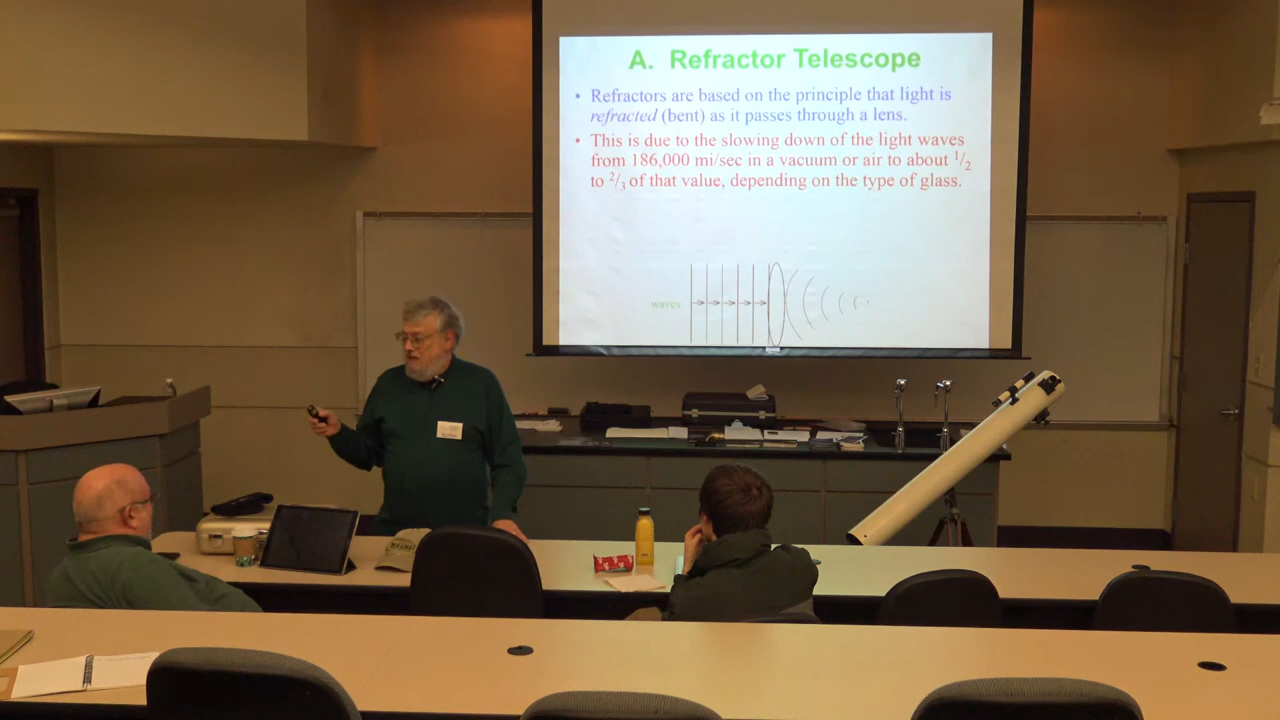 A. Refractor Telescope
• Refractors are based on the principle that light is
refracted (bent) as it passes through a lens.
• This is due to the slowing down of the light waves
from 186,000 mi/sec in a vacuum or air to about 1/2
to 2/3 of that value, depending on the type of glass.
waves